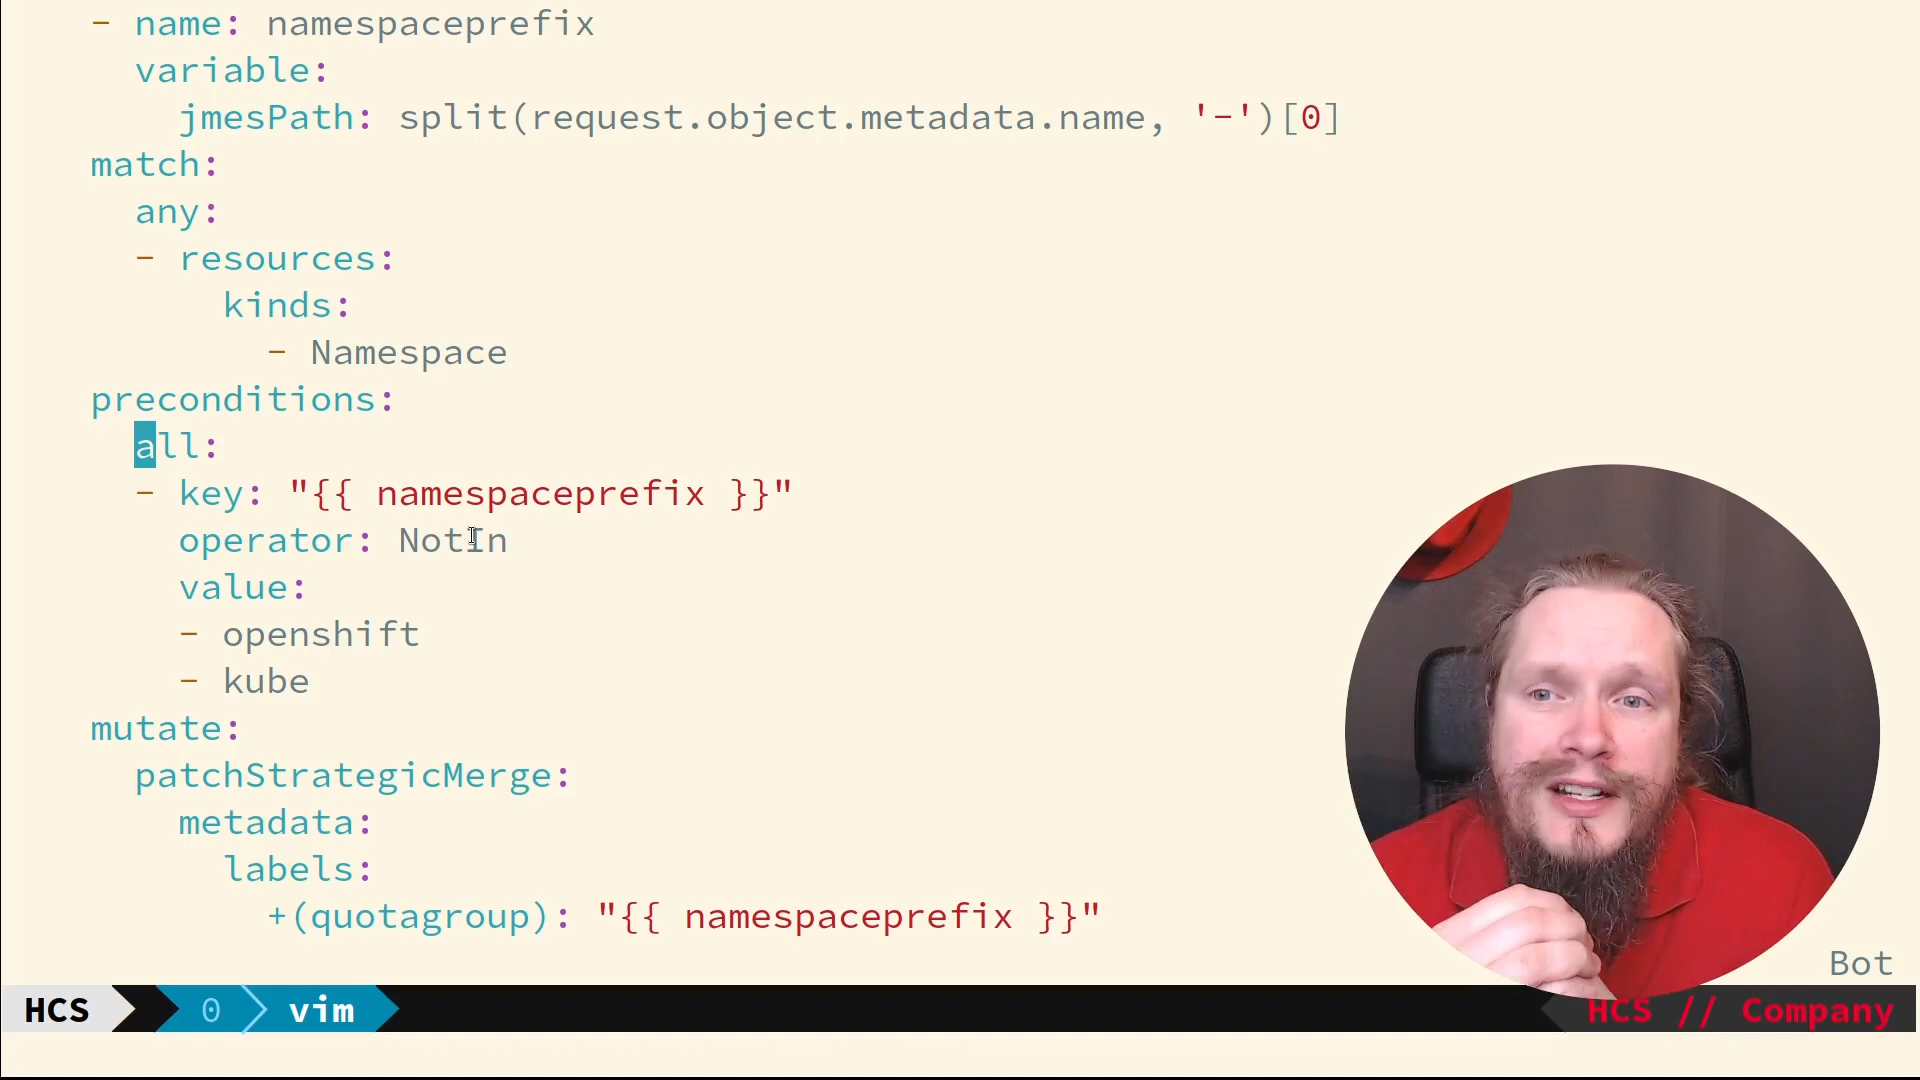 - name: namespaceprefix
variable:
jmesPath: split(request.object.metadata.name, '-')[0]
match:
any:
- resources:
kinds:
- Namespace
preconditions:
all:
- key: "{{ namespaceprefix }}"
operator: NotIn
value:
- openshift
- kube
mutate:
patchStrategicMerge:
metadata:
labels:
+(quotagroup): "{{ namespaceprefix }}"
Bot
HCS 0 vim HCS // Company